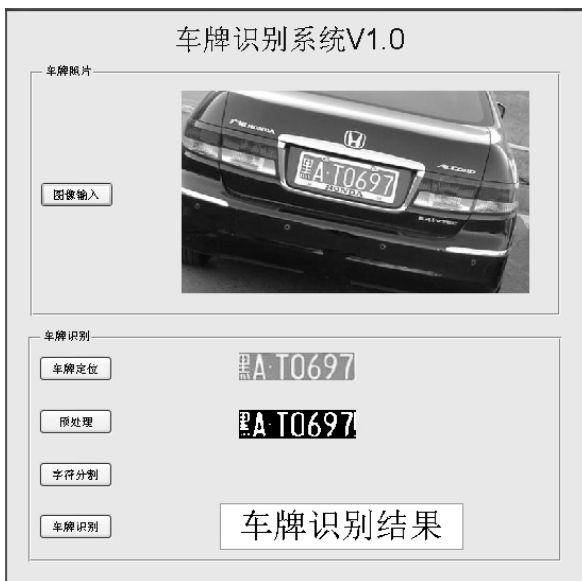 车牌识别系统V1.0
车牌照片
图像输入
黑A·T0697
HONDA
车牌识别
车牌定位
黑A·T0697
预处理
黑A·T0697
字符分割
车牌识别
车牌识别结果